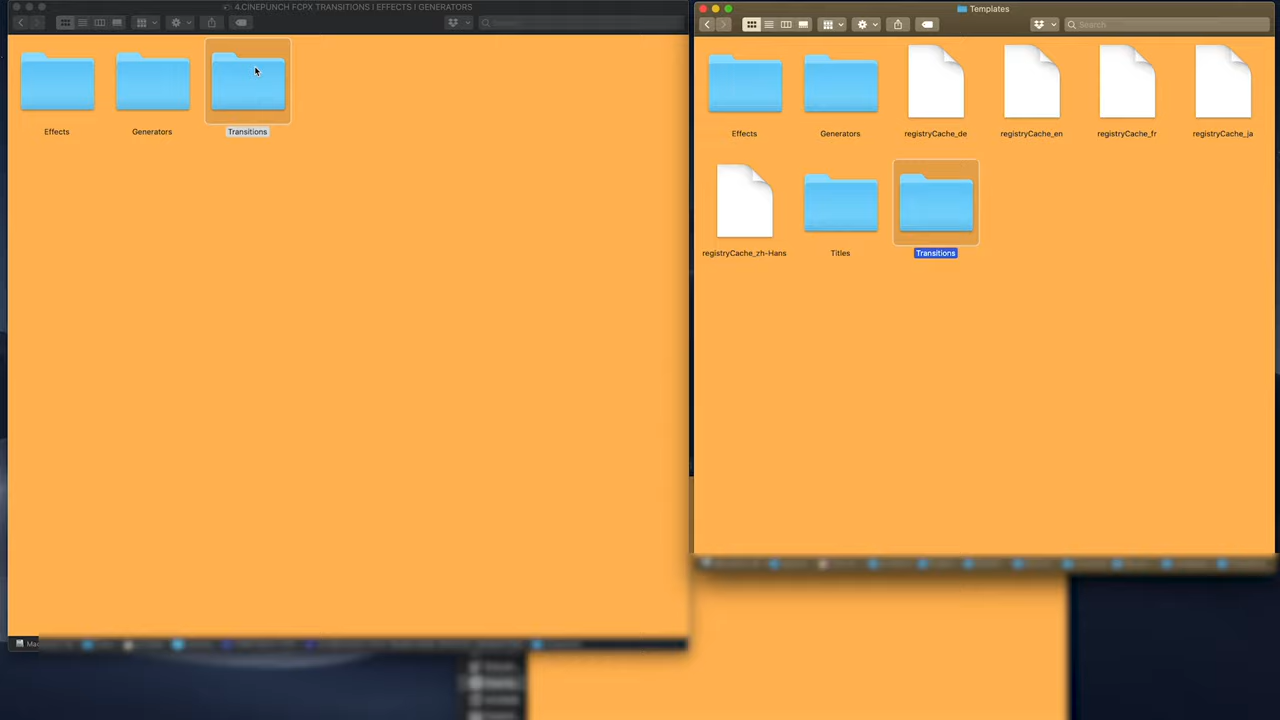 4.CINEPUNCH FCPX TRANSITIONS I EFFECTS I GENERATORS
Effects
Generators
Transitions
Templates
Search
Effects
Generators
registryCache_de
registryCache_en
registryCache_fr
registryCache_ja
registryCache_zh-Hans
Titles
Transitions